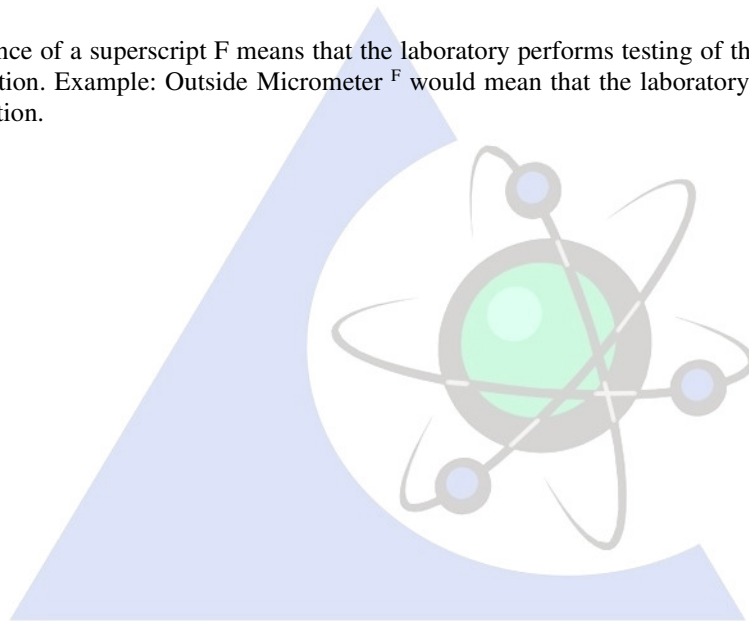 nce of a superscript F means that the laboratory performs testing of th
tion. Example: Outside Micrometer F would mean that the laboratory
tion.